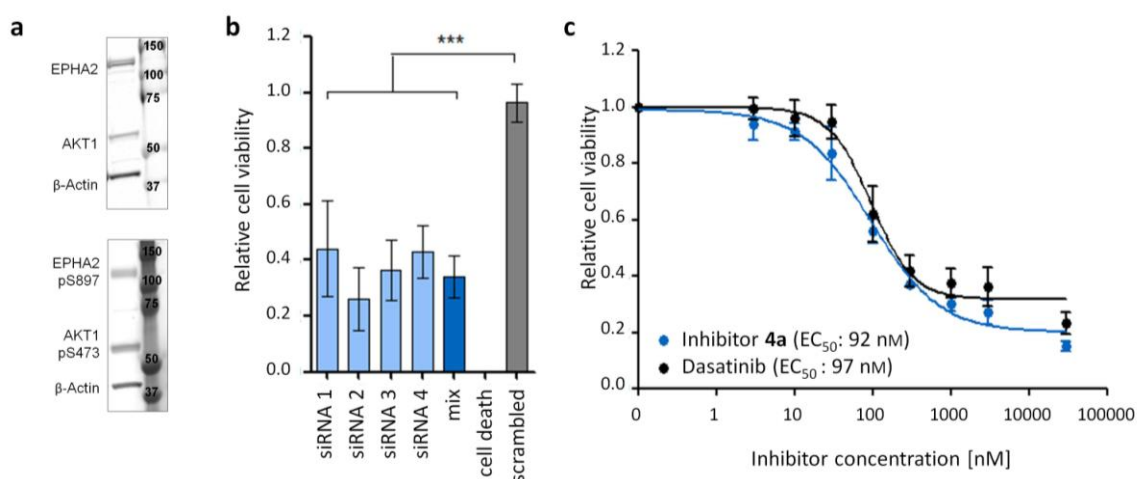 a
EPHA2
AKT1
β-Actin
150
100
75
50
37
EPHA2
pS897
AKT1
pS473
β-Actin
150
100
75
50
37
b
Relative cell viability
1.2
1.0
0.8
0.6
0.4
0.2
0.0
***
siRNA 1
siRNA 2
siRNA 3
siRNA 4
mix
cell death
scrambled
c
Relative cell viability
1.2
1.0
0.8
0.6
0.4
0.2
0.0
Inhibitor 4a (EC50: 92 nM)
Dasatinib (EC50 : 97 nM)
0
1
10
100
1000
10000
100000
Inhibitor concentration [nM]